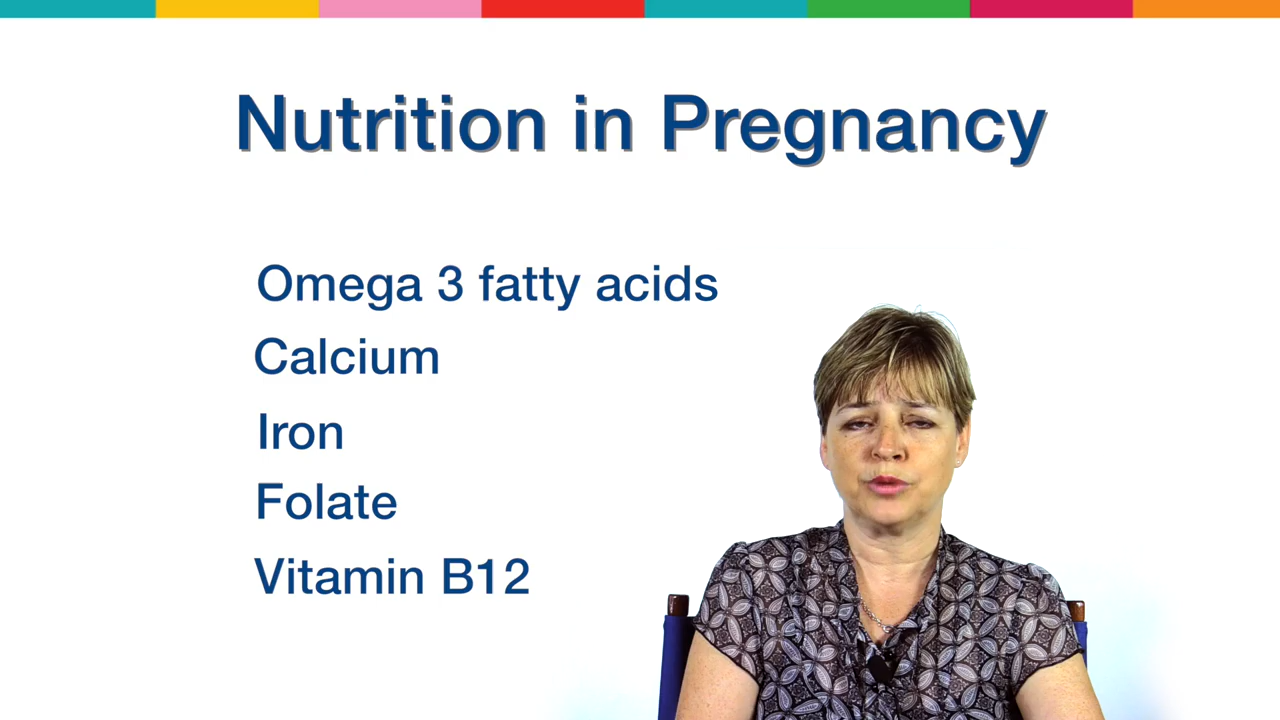 Nutrition in Pregnancy
Omega 3 fatty acids
Calcium
Iron
Folate
Vitamin B12